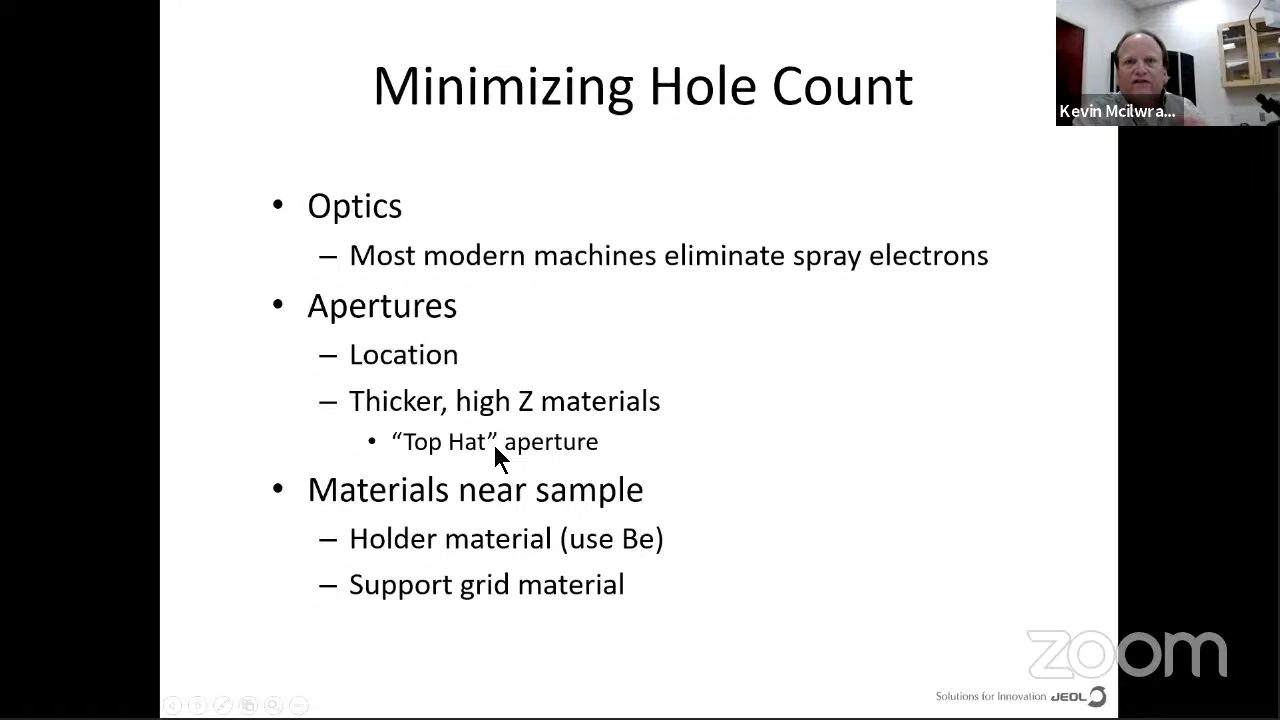 Minimizing Hole Count
Kevin Mcilwra...
• Optics
– Most modern machines eliminate spray electrons
• Apertures
– Location
– Thicker, high Z materials
• “Top Hat” aperture
• Materials near sample
– Holder material (use Be)
– Support grid material
zoom
Solutions for Innovation JEOL